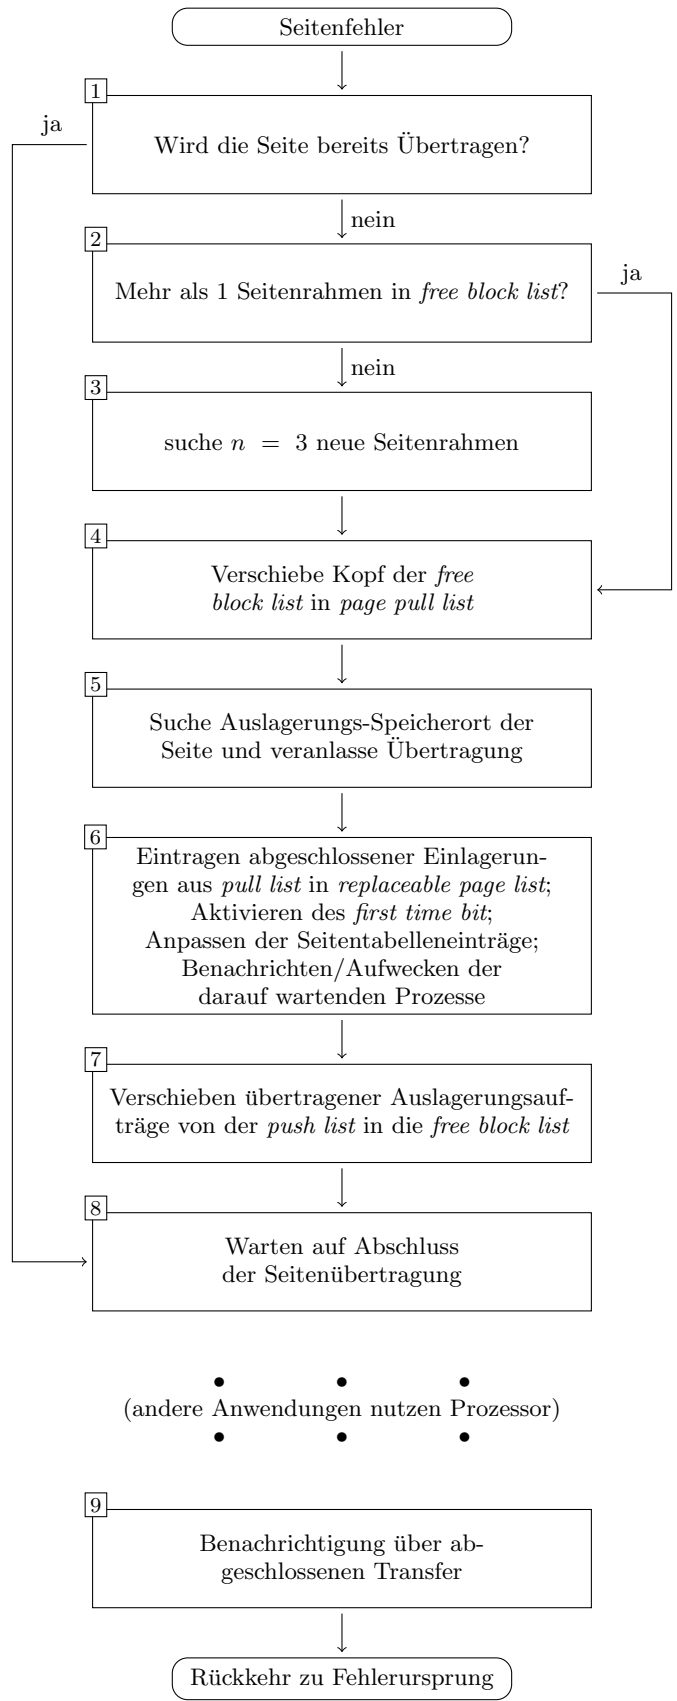 Seitenfehler
1
ja
Wird die Seite bereits Übertragen?
nein
2
ja
Mehr als 1 Seitenrahmen in free block list?
nein
3
suche n = 3 neue Seitenrahmen
4
Verschiebe Kopf der free
block list in page pull list
5
Suche Auslagerungs-Speicherort der
Seite und veranlasse Übertragung
6
Eintragen abgeschlossener Einlagerun-
gen aus pull list in replaceable page list;
Aktivieren des first time bit;
Anpassen der Seitentabelleneinträge;
Benachrichten/Aufwecken der
darauf wartenden Prozesse
7
Verschieben übertragener Auslagerungsauf-
träge von der push list in die free block list
8
Warten auf Abschluss
der Seitenübertragung
(andere Anwendungen nutzen Prozessor)
9
Benachrichtigung über ab-
geschlossenen Transfer
Rückkehr zu Fehlerursprung